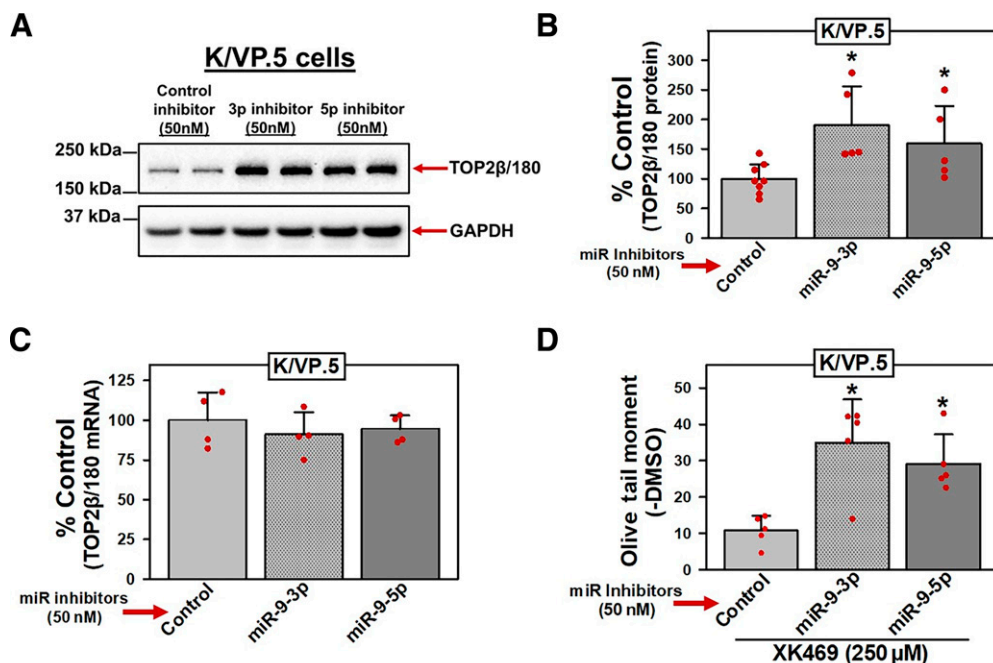 A
K/VP.5 cells
Control inhibitor (50nM)
3p inhibitor (50nM)
5p inhibitor (50nM)
250 kDa
150 kDa
TOP2β/180
37 kDa
GAPDH
B
K/VP.5
% Control
(TOP2β/180 protein)
300
250
200
150
100
50
0
*
*
miR Inhibitors
(50 nM)
Control
miR-9-3p
miR-9-5p
C
K/VP.5
% Control
(TOP2β/180 mRNA)
125
100
75
50
25
0
miR inhibitors
(50 nM)
Control
miR-9-3p
miR-9-5p
D
K/VP.5
Olive tail moment
(-DMSO)
50
40
30
20
10
0
*
*
miR Inhibitors
(50 nM)
Control
miR-9-3p
miR-9-5p
XK469 (250 µM)